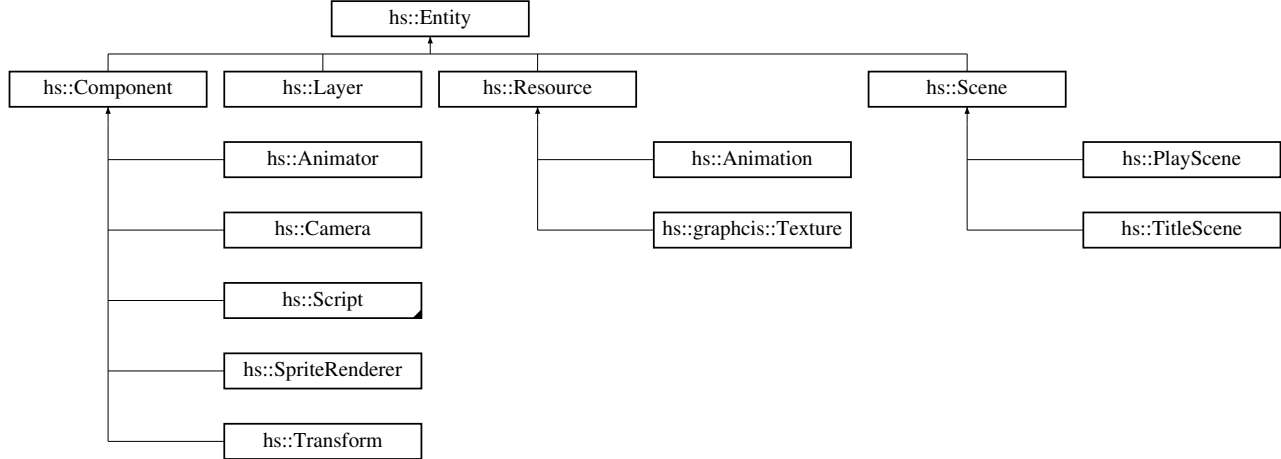 hs::Entity
hs::Component
hs::Layer
hs::Resource
hs::Scene
hs::Animator
hs::Animation
hs::PlayScene
hs::Camera
hs::graphcis::Texture
hs::TitleScene
hs::Script
hs::SpriteRenderer
hs::Transform